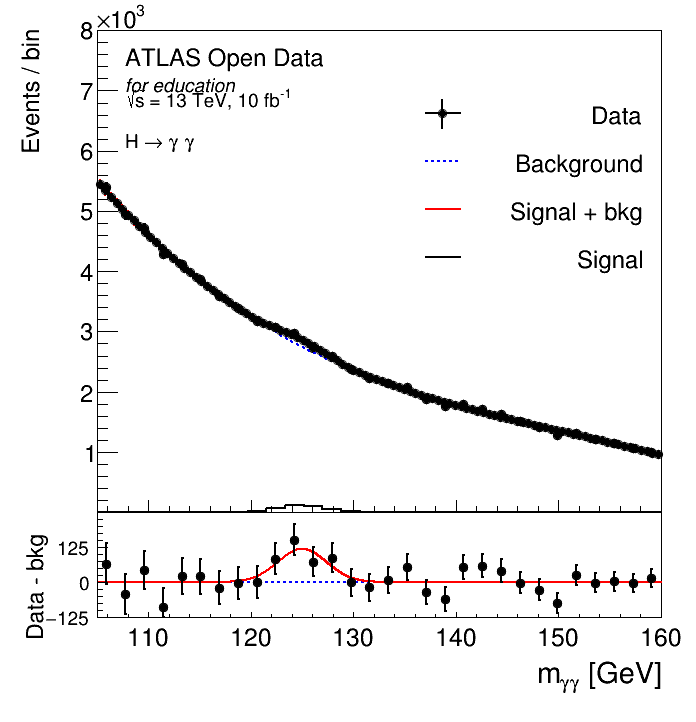 ×10³
8
7
6
5
4
3
2
1
Events / bin
ATLAS Open Data
for education
√s = 13 TeV, 10 fb⁻¹
H → γ γ
Data
Background
Signal + bkg
Signal
Data - bkg
125
0
−125
110 120 130 140 150 160
mγγ [GeV]